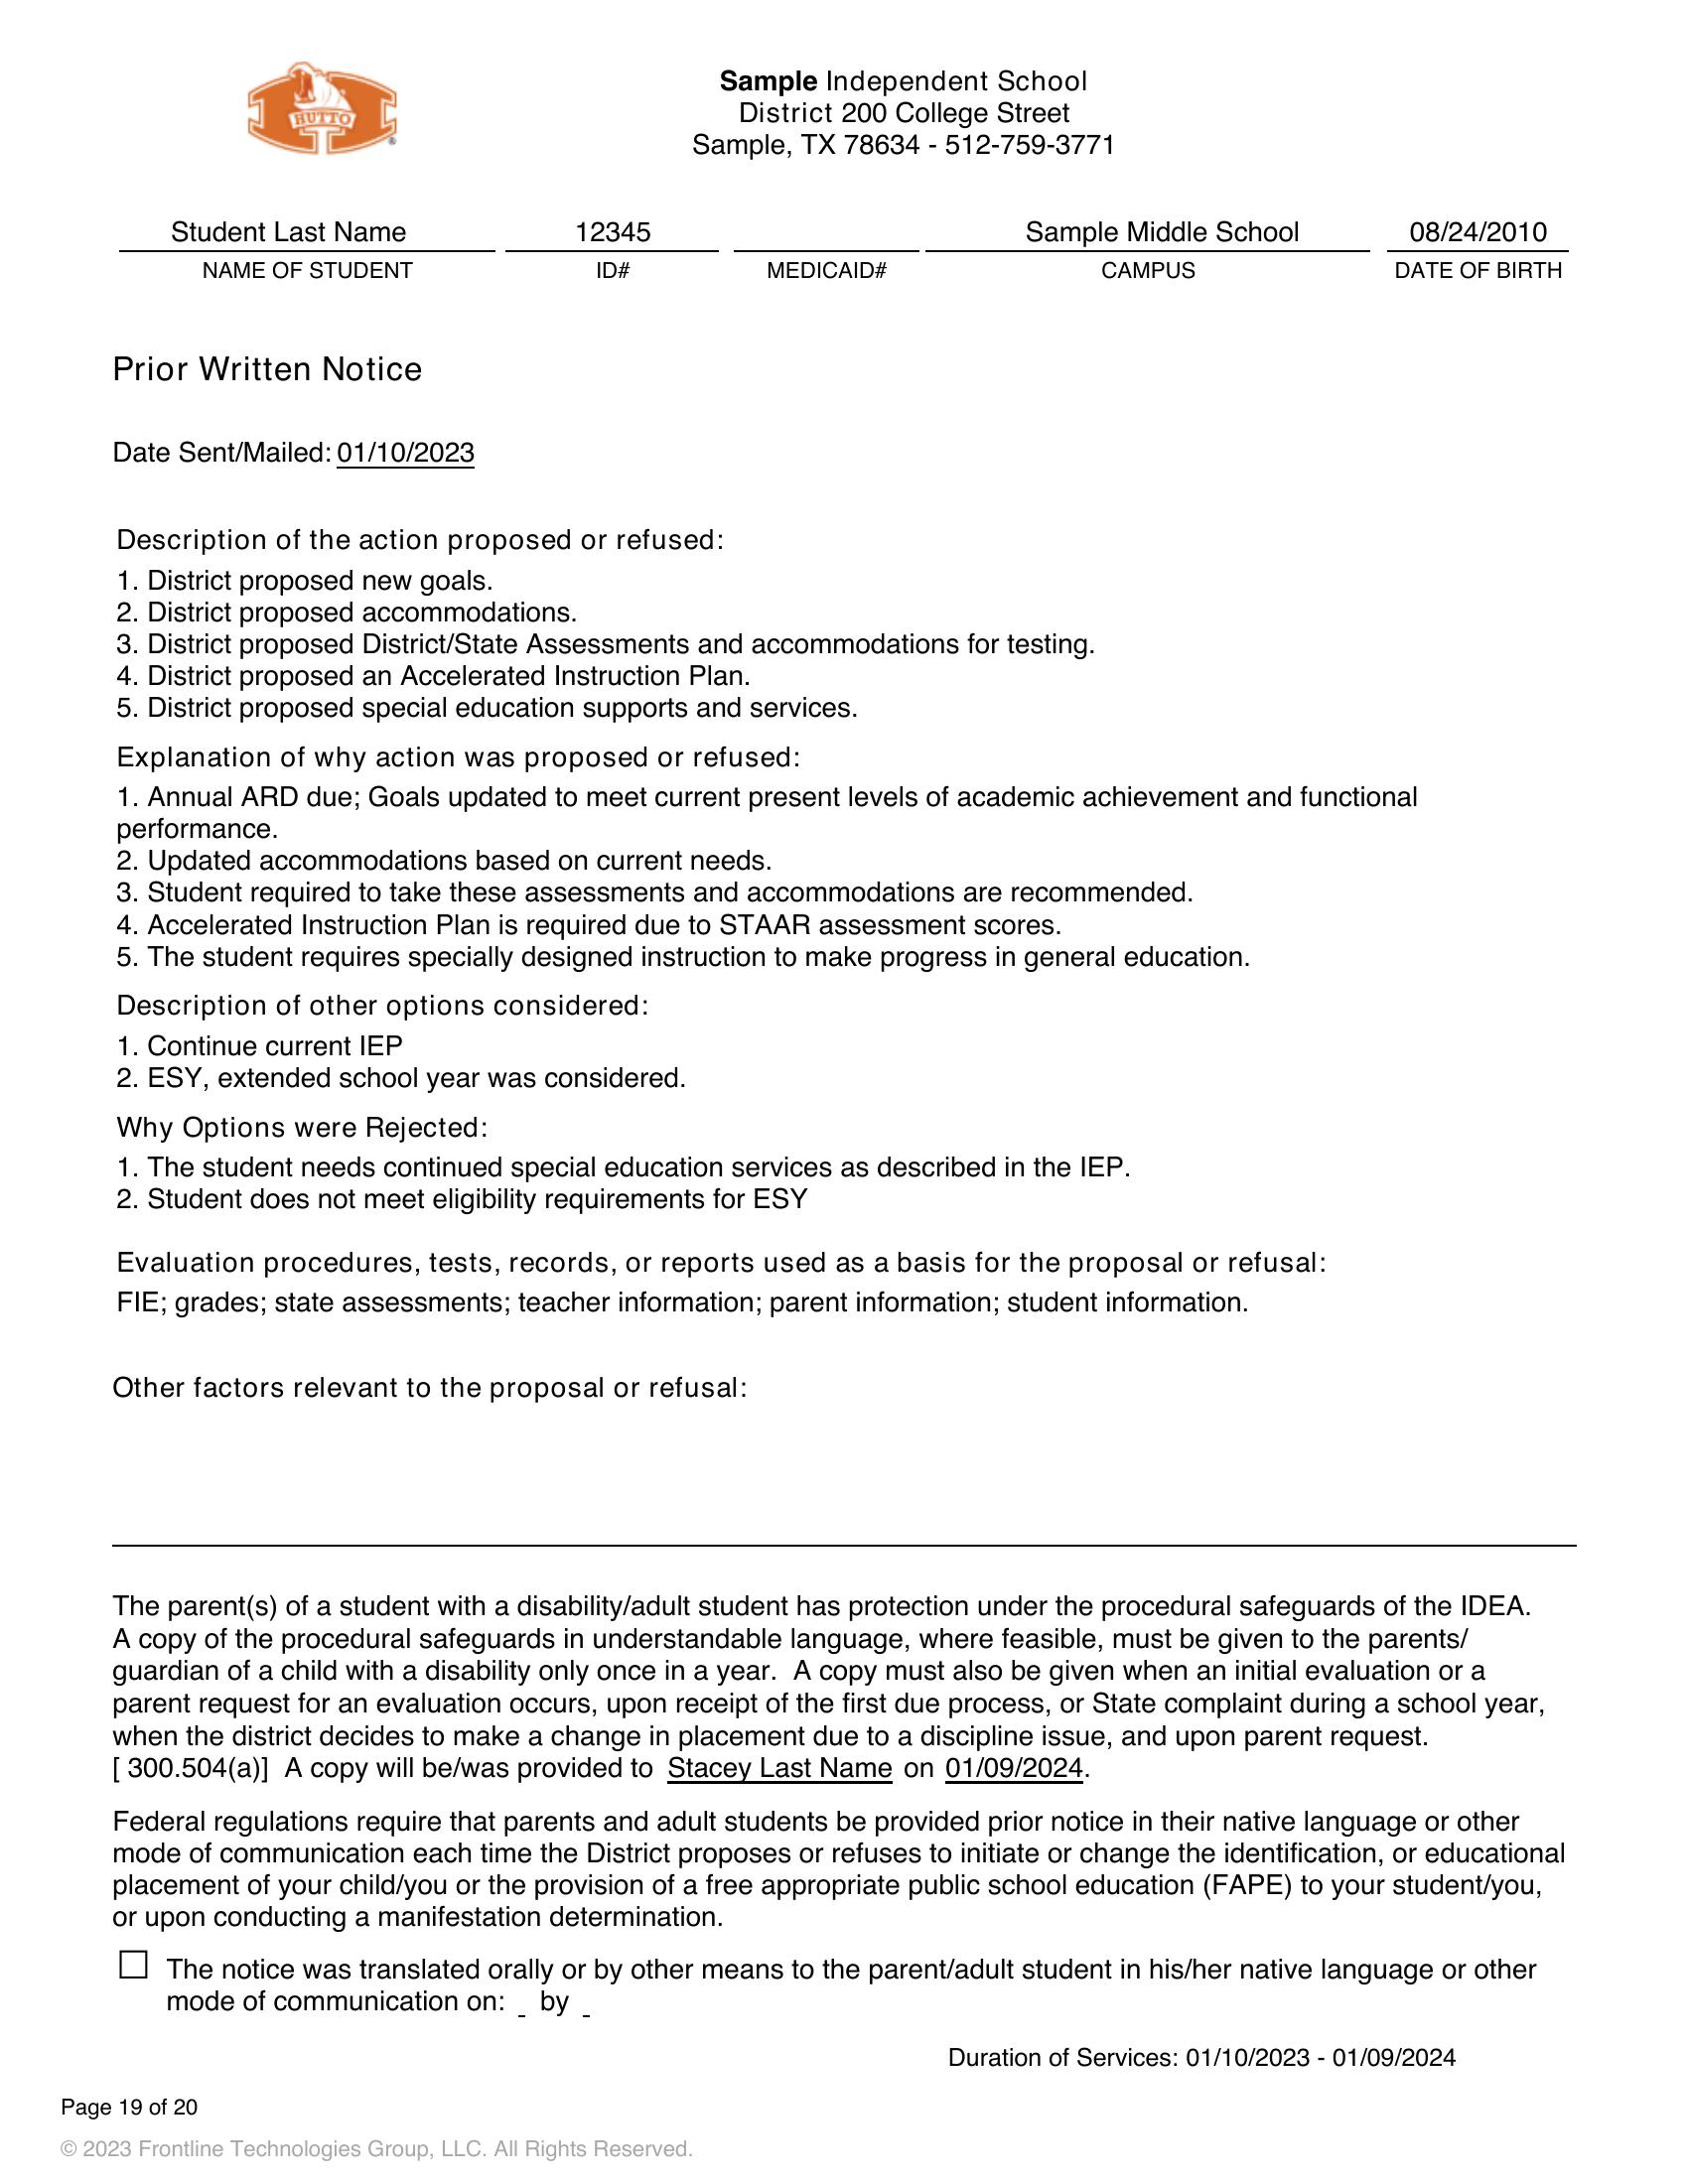 HUTTO
®
Sample Independent School
District 200 College Street
Sample, TX 78634 - 512-759-3771
Student Last Name 12345 Sample Middle School 08/24/2010
NAME OF STUDENT ID# MEDICAID# CAMPUS DATE OF BIRTH
Prior Written Notice
Date Sent/Mailed: 01/10/2023
Description of the action proposed or refused:
1. District proposed new goals.
2. District proposed accommodations.
3. District proposed District/State Assessments and accommodations for testing.
4. District proposed an Accelerated Instruction Plan.
5. District proposed special education supports and services.
Explanation of why action was proposed or refused:
1. Annual ARD due; Goals updated to meet current present levels of academic achievement and functional
performance.
2. Updated accommodations based on current needs.
3. Student required to take these assessments and accommodations are recommended.
4. Accelerated Instruction Plan is required due to STAAR assessment scores.
5. The student requires specially designed instruction to make progress in general education.
Description of other options considered:
1. Continue current IEP
2. ESY, extended school year was considered.
Why Options were Rejected:
1. The student needs continued special education services as described in the IEP.
2. Student does not meet eligibility requirements for ESY
Evaluation procedures, tests, records, or reports used as a basis for the proposal or refusal:
FIE; grades; state assessments; teacher information; parent information; student information.
Other factors relevant to the proposal or refusal:
The parent(s) of a student with a disability/adult student has protection under the procedural safeguards of the IDEA.
A copy of the procedural safeguards in understandable language, where feasible, must be given to the parents/
guardian of a child with a disability only once in a year. A copy must also be given when an initial evaluation or a
parent request for an evaluation occurs, upon receipt of the first due process, or State complaint during a school year,
when the district decides to make a change in placement due to a discipline issue, and upon parent request.
[ 300.504(a)] A copy will be/was provided to Stacey Last Name on 01/09/2024.
Federal regulations require that parents and adult students be provided prior notice in their native language or other
mode of communication each time the District proposes or refuses to initiate or change the identification, or educational
placement of your child/you or the provision of a free appropriate public school education (FAPE) to your student/you,
or upon conducting a manifestation determination.
The notice was translated orally or by other means to the parent/adult student in his/her native language or other
mode of communication on: _ by _
Duration of Services: 01/10/2023 - 01/09/2024
Page 19 of 20
© 2023 Frontline Technologies Group, LLC. All Rights Reserved.